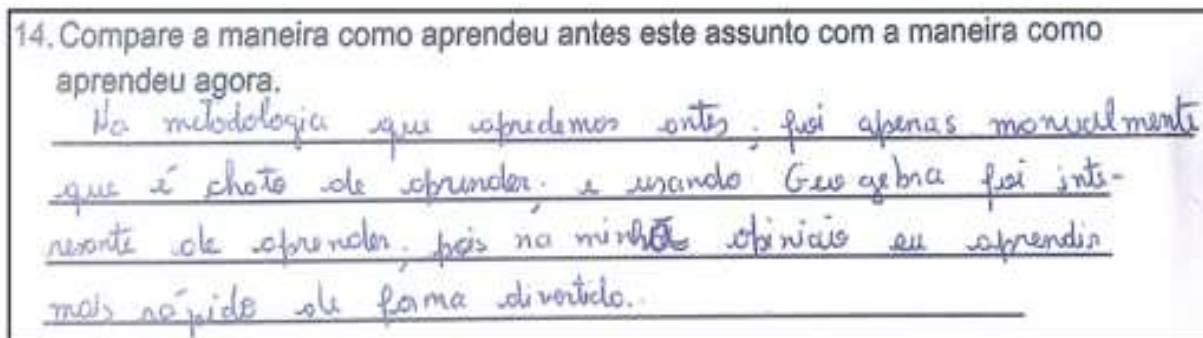 14. Compare a maneira como aprendeu antes este assunto com a maneira como
aprendeu agora.
Na metodologia que apredemos antes, foi apenas manualmente
que é chato de aprender. e usando Geogebra foi inte-
resante de aprender, pois na minha opiniais eu aprendir
mais rápido de forma divertido.